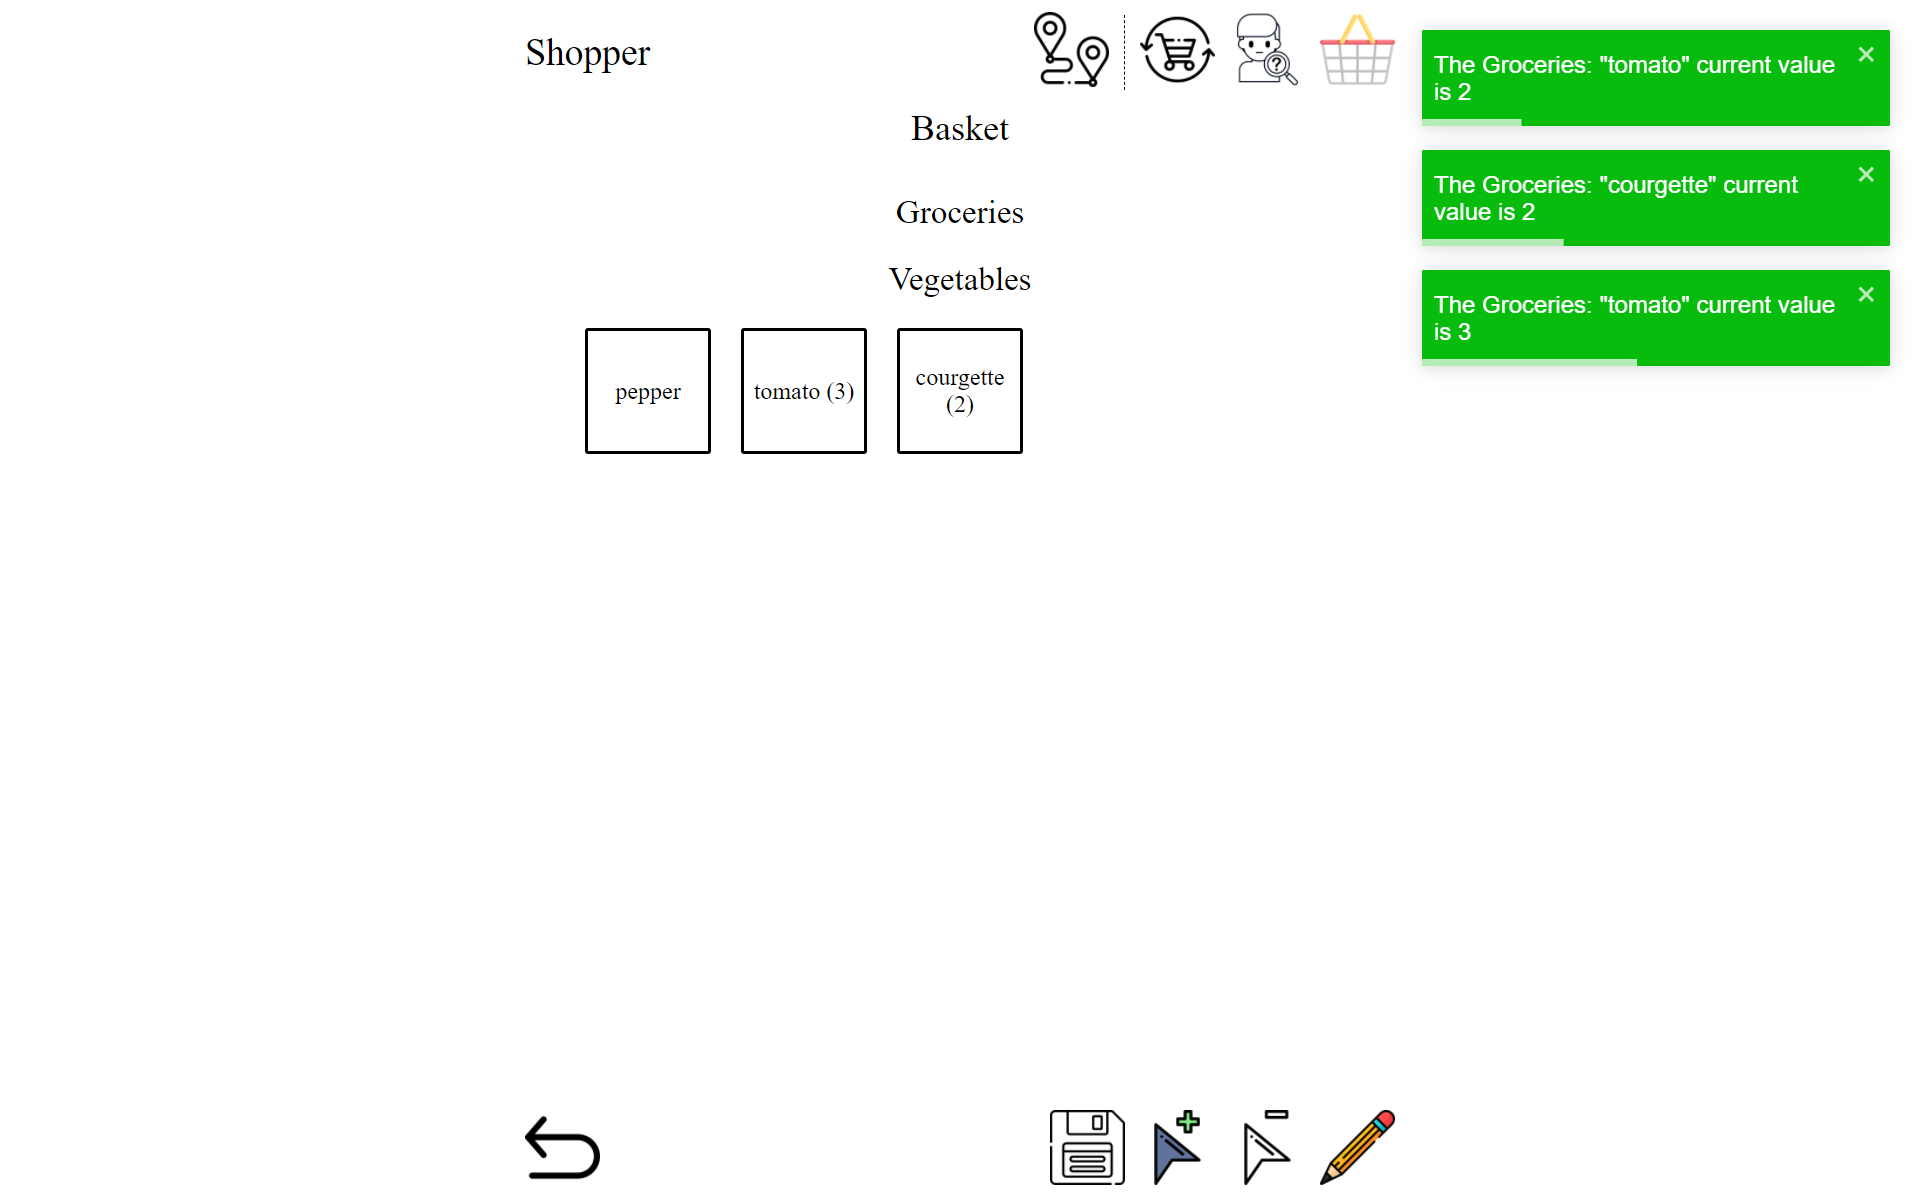 Shopper
Basket
Groceries
Vegetables
pepper
tomato (3)
courgette
(2)
The Groceries: "tomato" current value
is 2
The Groceries: "courgette" current
value is 2
The Groceries: "tomato" current value
is 3